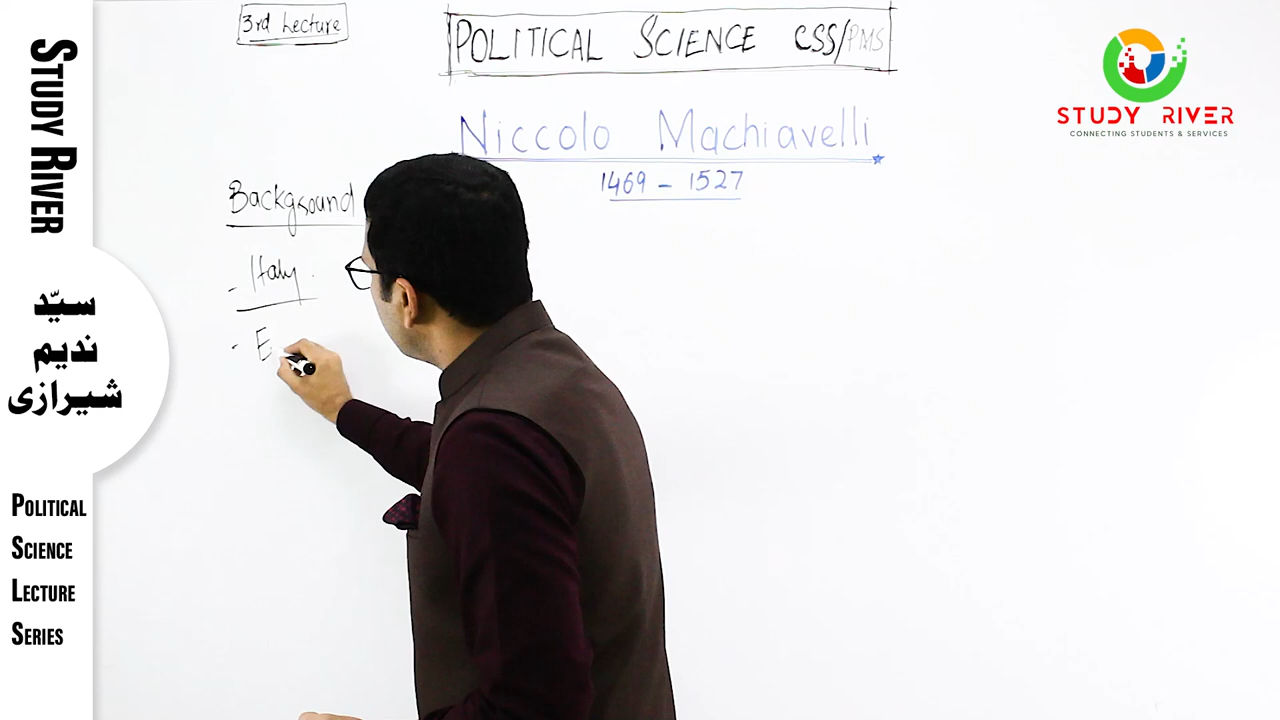 STUDY RIVER
سیّد
ندیم
شیرازی
POLITICAL
SCIENCE
LECTURE
SERIES
3rd Lecture
POLITICAL SCIENCE CSS/PMS
Niccolo Machiavelli
1469 - 1527
Background
- Italy.
- E
STUDY RIVER
CONNECTING STUDENTS & SERVICES